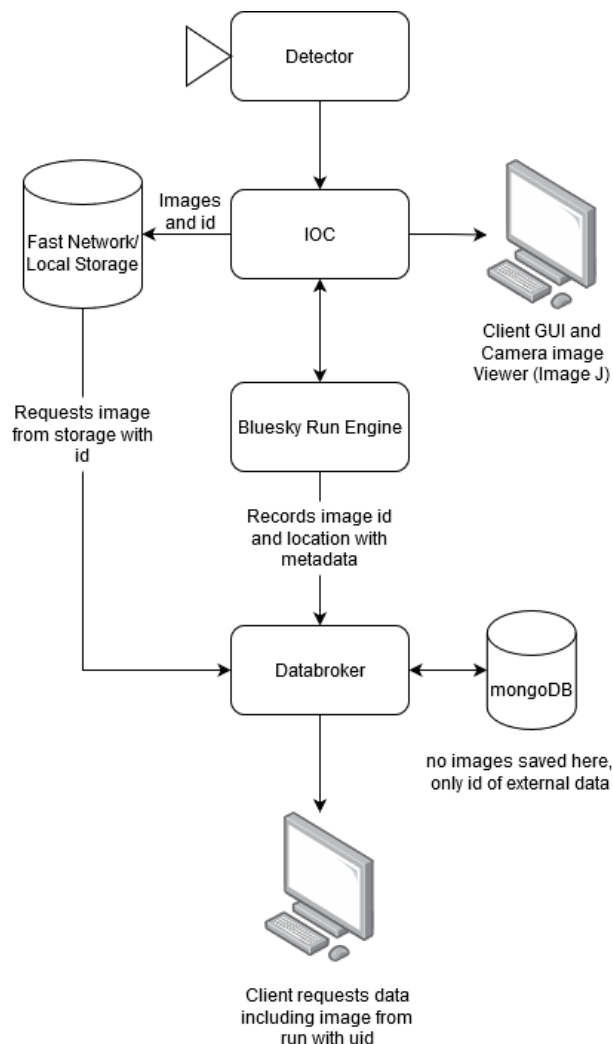 Detector
Images
and id
IOC
Fast Network/
Local Storage
Client GUI and
Camera image
Viewer (Image J)
Requests image
from storage with
id
Bluesky Run Engine
Records image id
and location with
metadata
Databroker
mongoDB
no images saved here,
only id of external data
Client requests data
including image from
run with uid